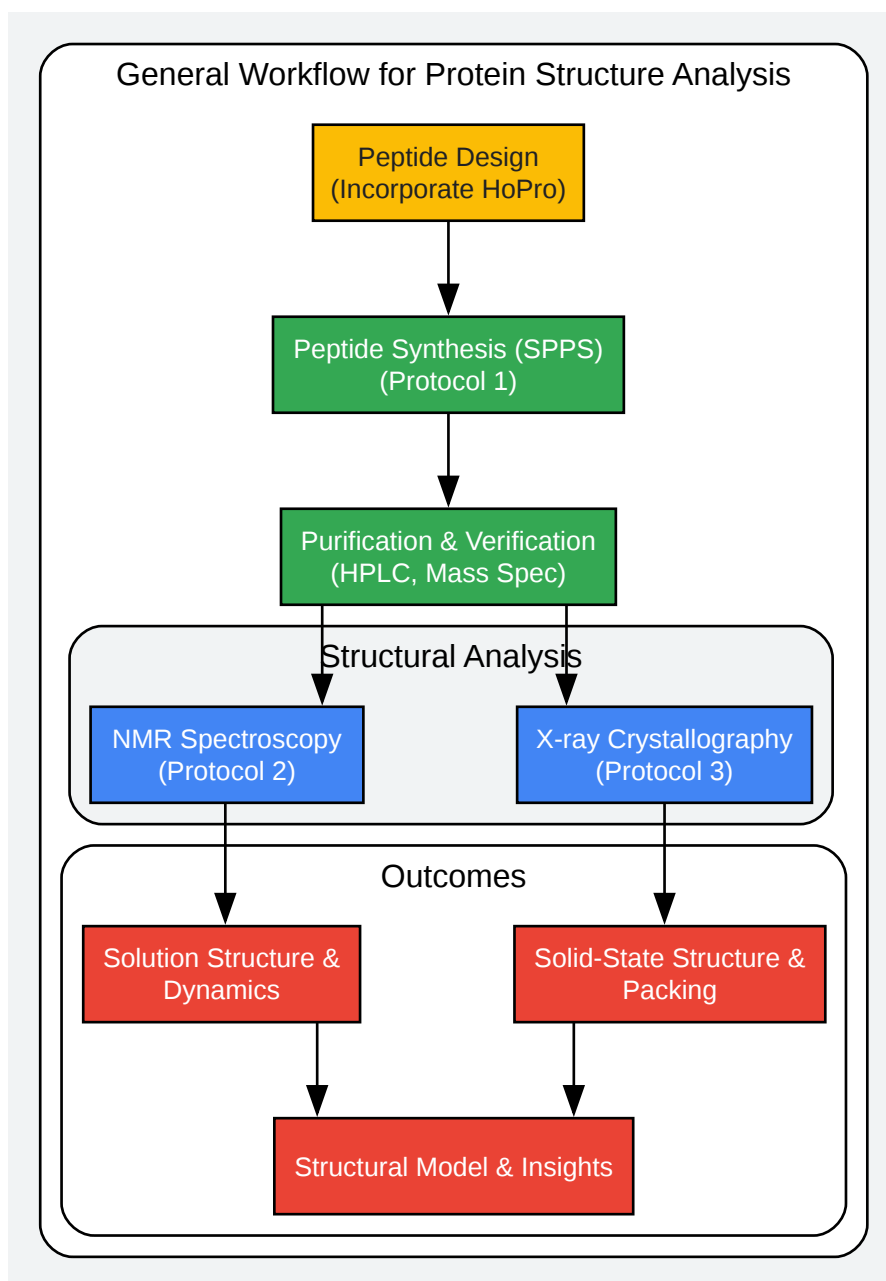 General Workflow for Protein Structure Analysis
Peptide Design
(Incorporate HoPro)
Peptide Synthesis (SPPS)
(Protocol 1)
Purification & Verification
(HPLC, Mass Spec)
Structural Analysis
NMR Spectroscopy
(Protocol 2)
X-ray Crystallography
(Protocol 3)
Outcomes
Solution Structure &
Dynamics
Solid-State Structure &
Packing
Structural Model & Insights